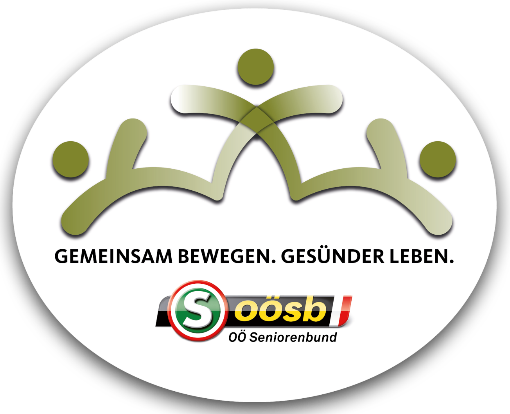 GEMEINSAM BEWEGEN. GESÜNDER LEBEN.
S oösb
OÖ Seniorenbund